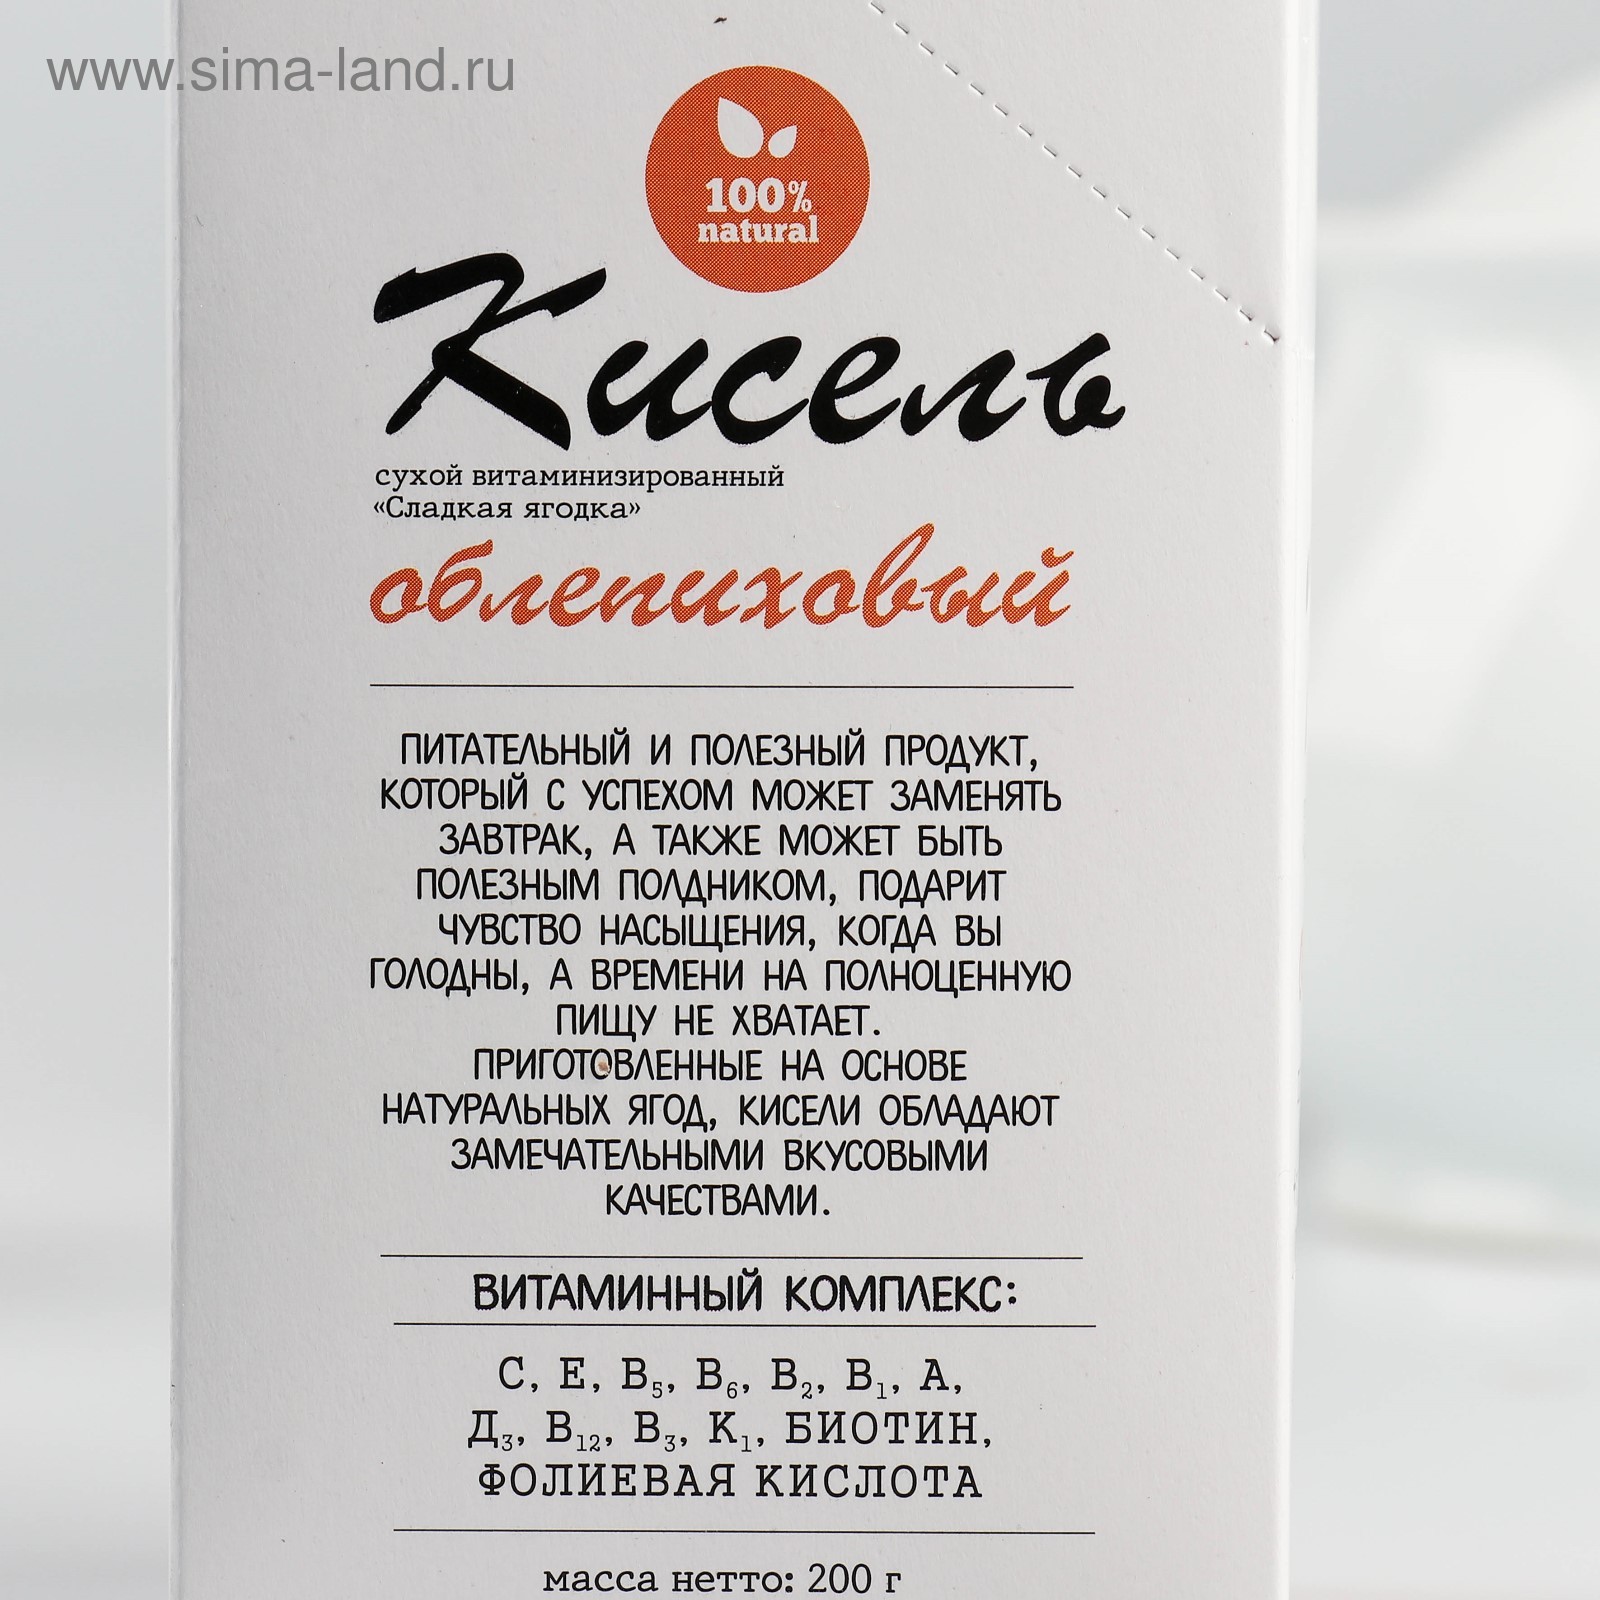 www.sima-land.ru
100%
natural
Кисель
сухой витаминизированный
«Сладкая ягодка»
облепиховый
ПИТАТЕЛЬНЫЙ И ПОЛЕЗНЫЙ ПРОДУКТ,
КОТОРЫЙ С УСПЕХОМ МОЖЕТ ЗАМЕНЯТЬ
ЗАВТРАК, А ТАКЖЕ МОЖЕТ БЫТЬ
ПОЛЕЗНЫМ ПОЛДНИКОМ, ПОДАРИТ
ЧУВСТВО НАСЫЩЕНИЯ, КОГДА ВЫ
ГОЛОДНЫ, А ВРЕМЕНИ НА ПОЛНОЦЕННУЮ
ПИЩУ НЕ ХВАТАЕТ.
ПРИГОТОВЛЕННЫЕ НА ОСНОВЕ
НАТУРАЛЬНЫХ ЯГОД, КИСЕЛИ ОБЛАДАЮТ
ЗАМЕЧАТЕЛЬНЫМИ ВКУСОВЫМИ
КАЧЕСТВАМИ.
ВИТАМИННЫЙ КОМПЛЕКС:
С, Е, В₅, В₆, В₂, В₁, А,
Д₃, В₁₂, В₃, К₁, БИОТИН,
ФОЛИЕВАЯ КИСЛОТА
масса нетто: 200 г